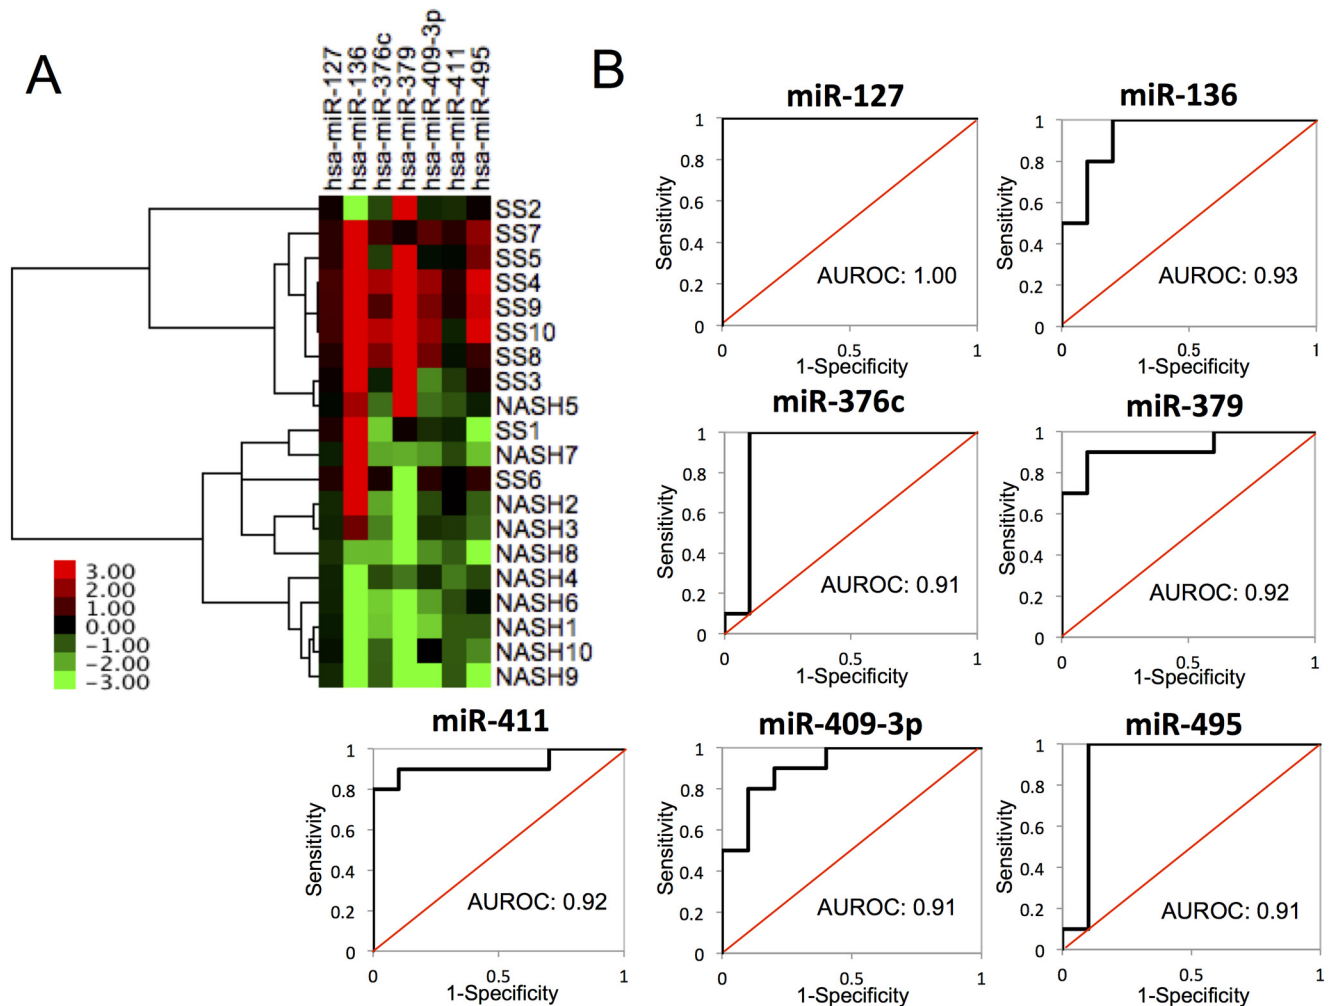 A
hsa-miR-127
hsa-miR-136
hsa-miR-376c
hsa-miR-379
hsa-miR-409-3p
hsa-miR-411
hsa-miR-495
SS2
SS7
SS5
SS4
SS9
SS10
SS8
SS3
NASH5
SS1
NASH7
SS6
NASH2
NASH3
NASH8
NASH4
NASH6
NASH1
NASH10
NASH9
3.00
2.00
1.00
0.00
−1.00
−2.00
−3.00
B
miR-127
1
0.8
0.6
0.4
0.2
0
Sensitivity
AUROC: 1.00
0 0.5 1
1-Specificity
miR-136
1
0.8
0.6
0.4
0.2
0
Sensitivity
AUROC: 0.93
0 0.5 1
1-Specificity
miR-376c
1
0.8
0.6
0.4
0.2
0
Sensitivity
AUROC: 0.91
0 0.5 1
1-Specificity
miR-379
1
0.8
0.6
0.4
0.2
0
Sensitivity
AUROC: 0.92
0 0.5 1
1-Specificity
miR-411
1
0.8
0.6
0.4
0.2
0
Sensitivity
AUROC: 0.92
0 0.5 1
1-Specificity
miR-409-3p
1
0.8
0.6
0.4
0.2
0
Sensitivity
AUROC: 0.91
0 0.5 1
1-Specificity
miR-495
1
0.8
0.6
0.4
0.2
0
Sensitivity
AUROC: 0.91
0 0.5 1
1-Specificity